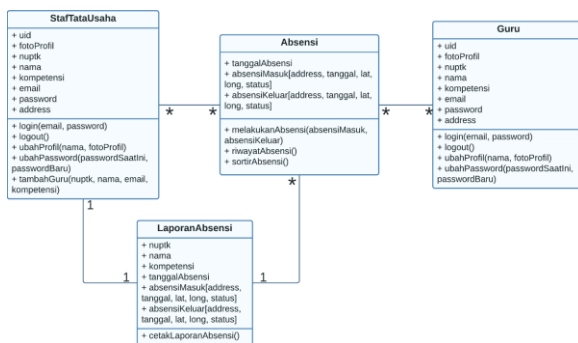 StafTataUsaha
+ uid
+ fotoProfil
+ nuptk
+ nama
+ kompetensi
+ email
+ password
+ address
+ login(email, password)
+ logout()
+ ubahProfil(nama, fotoProfil)
+ ubahPassword(passwordSaatIni,
passwordBaru)
+ tambahGuru(nuptk, nama, email,
kompetensi)
Absensi
+ tanggalAbsensi
+ absensiMasuk[address, tanggal, lat,
long, status]
+ absensiKeluar[address, tanggal, lat,
long, status]
+ melakukanAbsensi(absensiMasuk,
absensiKeluar)
+ riwayatAbsensi()
+ sortirAbsensi()
Guru
+ uid
+ fotoProfil
+ nuptk
+ nama
+ kompetensi
+ email
+ password
+ address
+ login(email, password)
+ logout()
+ ubahProfil(nama, fotoProfil)
+ ubahPassword(passwordSaatIni,
passwordBaru)
* * * *
1 *
LaporanAbsensi
+ nuptk
+ nama
+ kompetensi
+ tanggalAbsensi
+ absensiMasuk[address,
tanggal, lat, long, status]
+ absensiKeluar[address,
tanggal, lat, long, status]
+ cetakLaporanAbsensi()
1 1